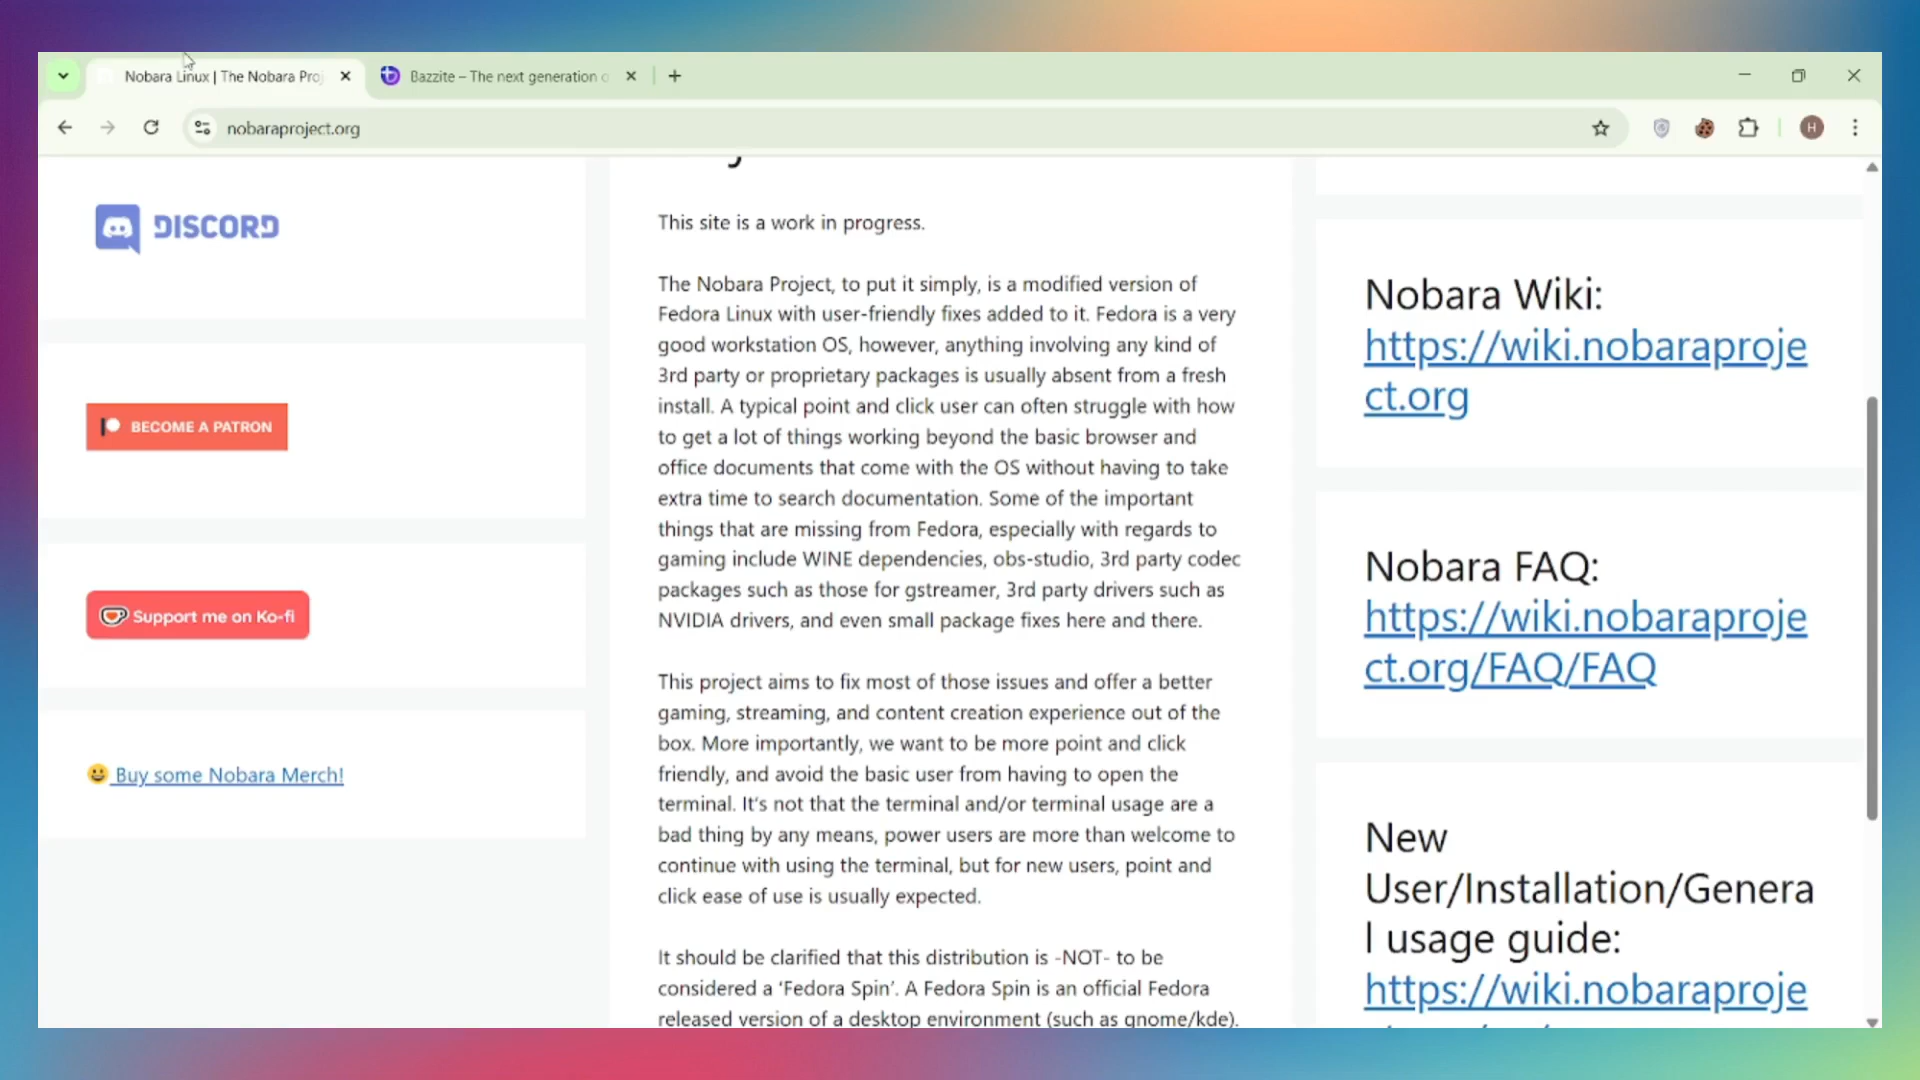 Nobara Linux | The Nobara Proj
Bazzite – The next generation o
nobaraproject.org
H
DISCORD
BECOME A PATRON
Support me on Ko-fi
Buy some Nobara Merch!
This site is a work in progress.
The Nobara Project, to put it simply, is a modified version of
Fedora Linux with user-friendly fixes added to it. Fedora is a very
good workstation OS, however, anything involving any kind of
3rd party or proprietary packages is usually absent from a fresh
install. A typical point and click user can often struggle with how
to get a lot of things working beyond the basic browser and
office documents that come with the OS without having to take
extra time to search documentation. Some of the important
things that are missing from Fedora, especially with regards to
gaming include WINE dependencies, obs-studio, 3rd party codec
packages such as those for gstreamer, 3rd party drivers such as
NVIDIA drivers, and even small package fixes here and there.
This project aims to fix most of those issues and offer a better
gaming, streaming, and content creation experience out of the
box. More importantly, we want to be more point and click
friendly, and avoid the basic user from having to open the
terminal. It's not that the terminal and/or terminal usage are a
bad thing by any means, power users are more than welcome to
continue with using the terminal, but for new users, point and
click ease of use is usually expected.
It should be clarified that this distribution is -NOT- to be
considered a ‘Fedora Spin’. A Fedora Spin is an official Fedora
released version of a desktop environment (such as gnome/kde).
Nobara Wiki:
https://wiki.nobaraproje
ct.org
Nobara FAQ:
https://wiki.nobaraproje
ct.org/FAQ/FAQ
New
User/Installation/Genera
l usage guide:
https://wiki.nobaraproje